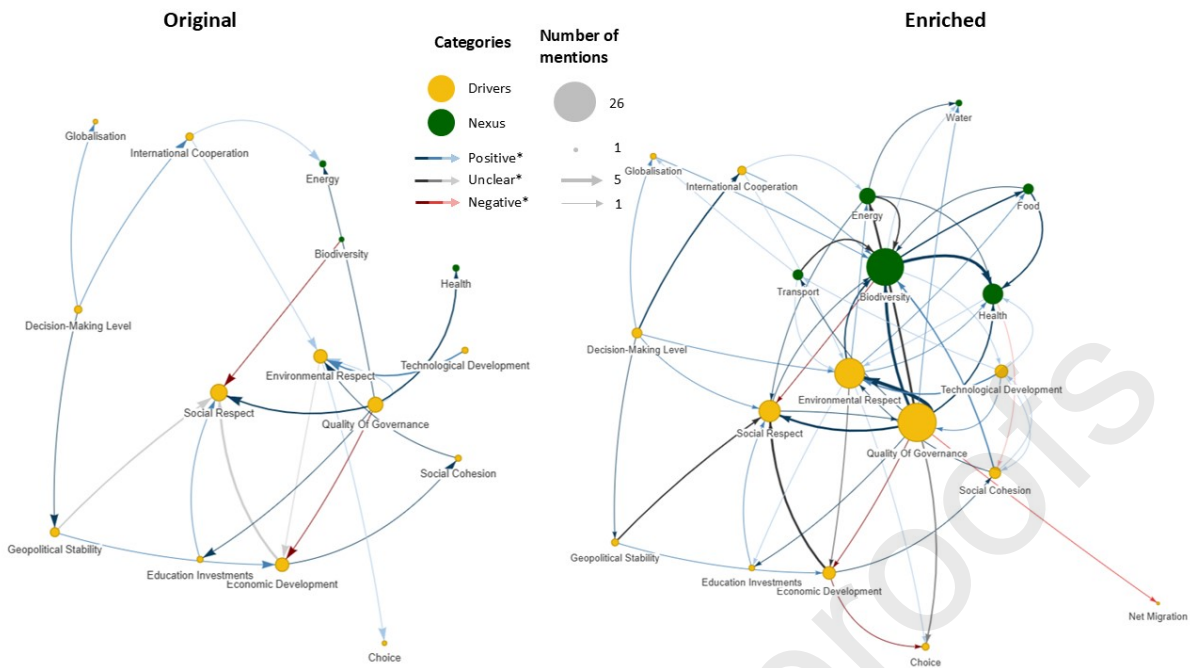 Original
Enriched
Categories
Number of
mentions
Drivers
Nexus
Positive*
Unclear*
Negative*
26
1
5
1
Globalisation
International Cooperation
Energy
Biodiversity
Health
Decision-Making Level
Environmental Respect
Technological Development
Social Respect
Quality Of Governance
Social Cohesion
Geopolitical Stability
Education Investments
Economic Development
Choice
Water
Globalisation
International Cooperation
Energy
Food
Transport
Biodiversity
Health
Decision-Making Level
Environmental Respect
Technological Development
Social Respect
Quality Of Governance
Social Cohesion
Geopolitical Stability
Education Investments
Economic Development
Net Migration
Choice
proofs